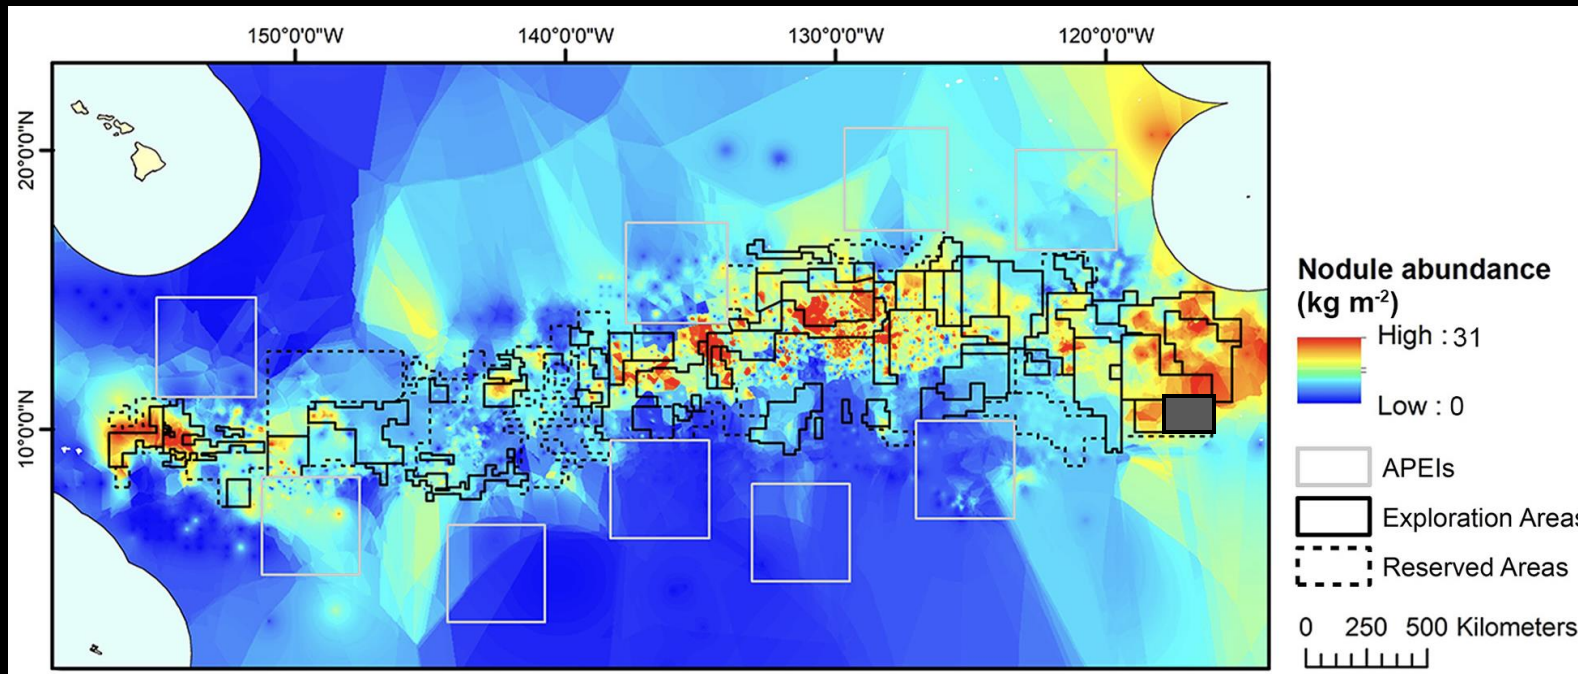 150°0'0"W 140°0'0"W 130°0'0"W 120°0'0"W
20°0'0"N
10°0'0"N
Nodule abundance
(kg m-2)
High : 31
Low : 0
APEIs
Exploration Areas
Reserved Areas
0 250 500 Kilometers